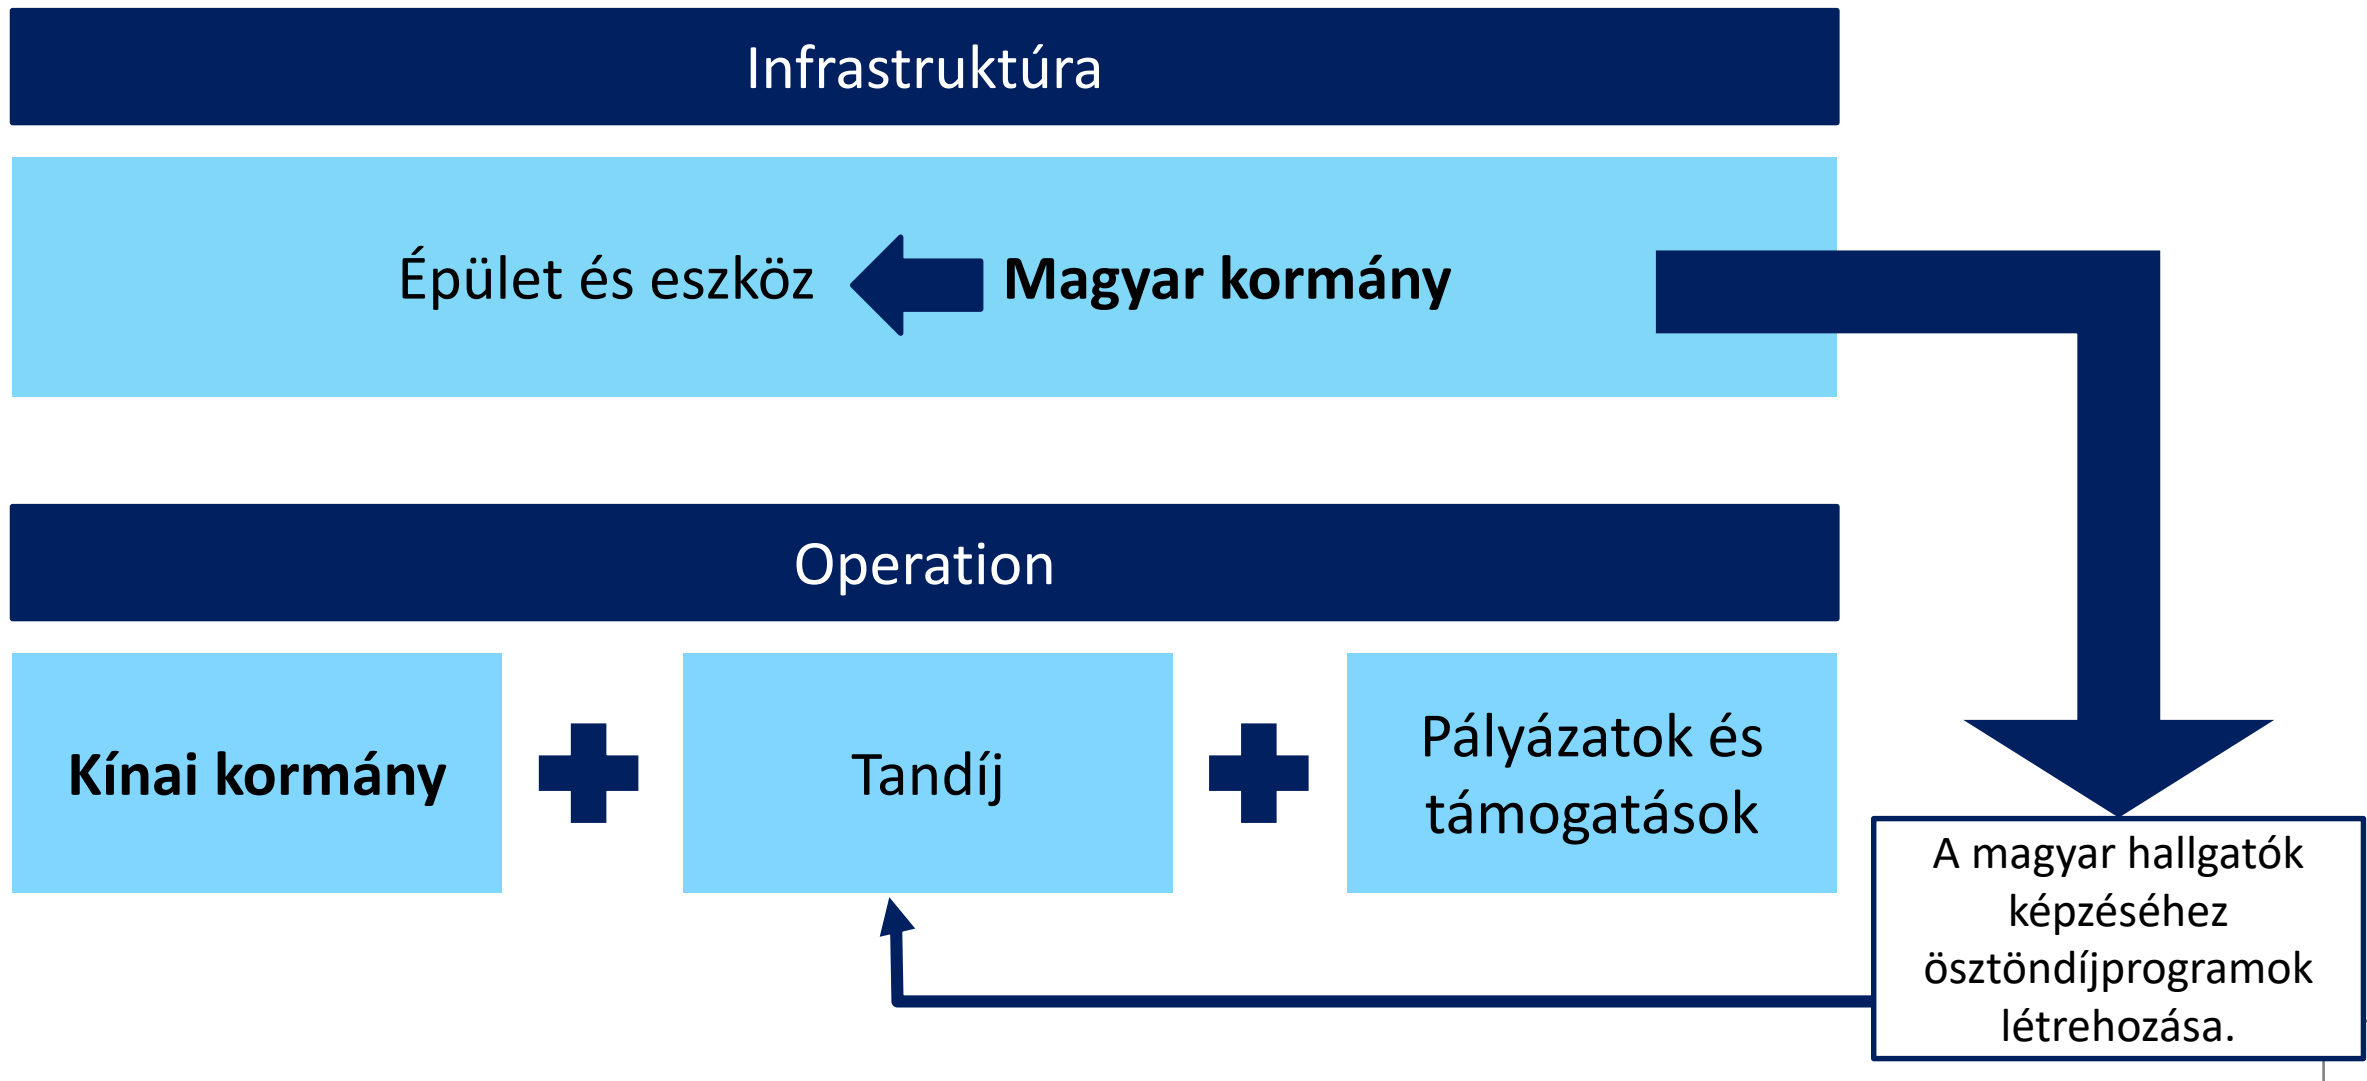 Infrastruktúra
Épület és eszköz
Magyar kormány
Operation
Kínai kormány
Tandíj
Pályázatok és
támogatások
A magyar hallgatók
képzéséhez
ösztöndíjprogramok
létrehozása.